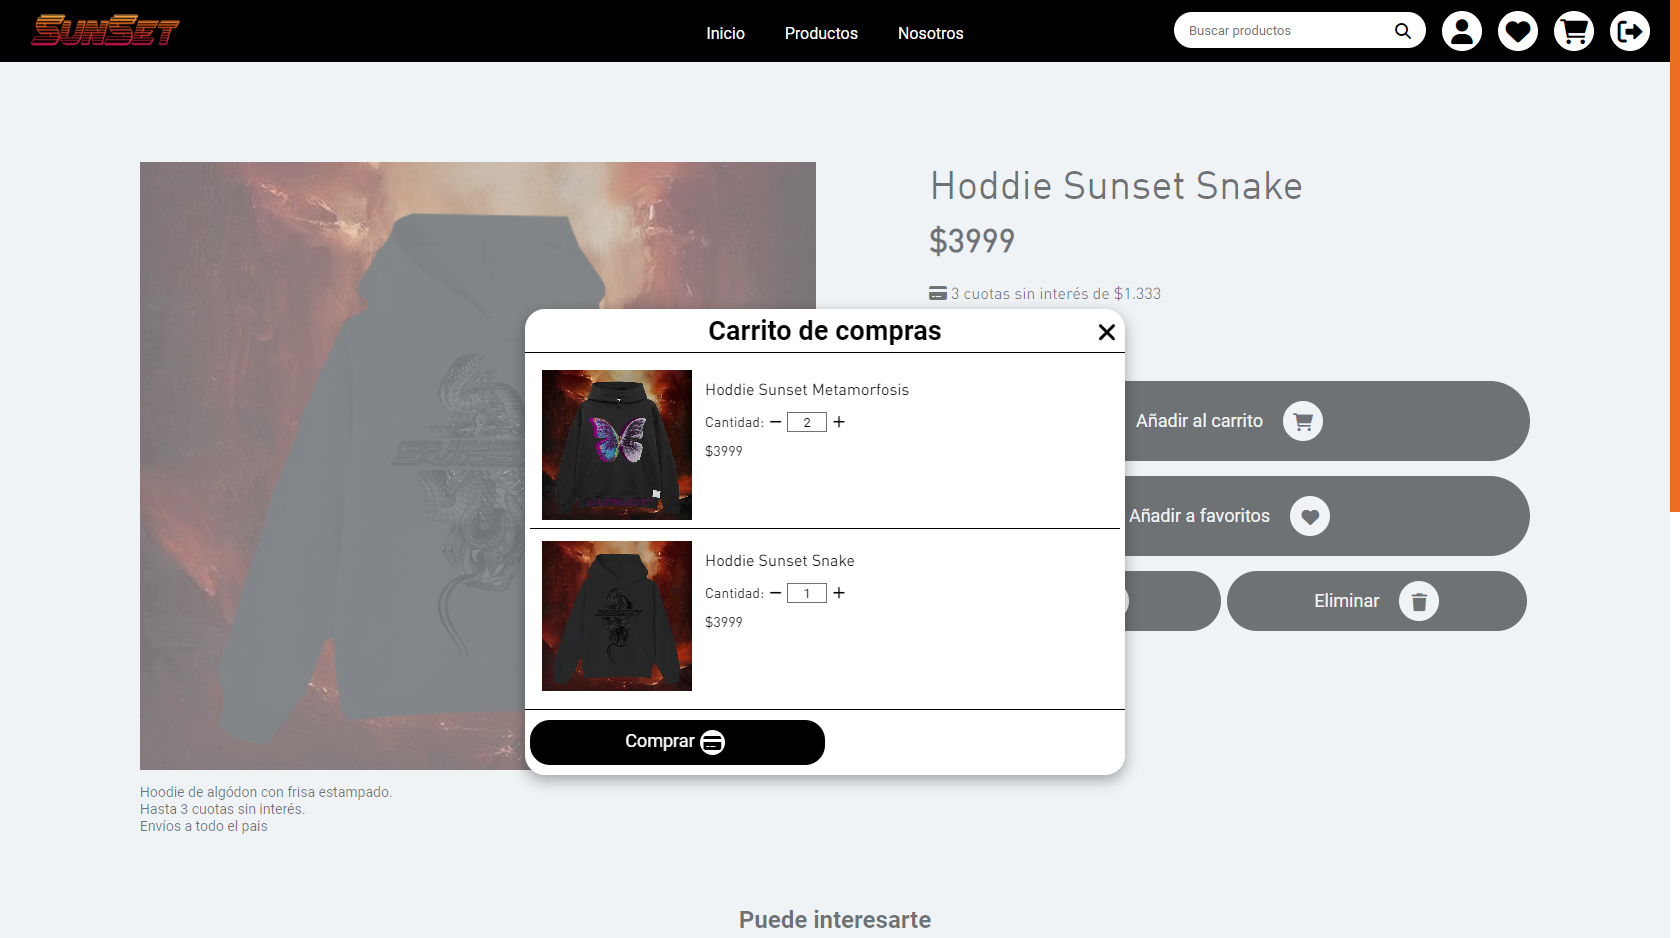 SUNSET
Inicio
Productos
Nosotros
Buscar productos
Hoddie Sunset Snake
$3999
3 cuotas sin interés de $1.333
Carrito de compras
Hoddie Sunset Metamorfosis
Cantidad: − 2 +
$3999
Hoddie Sunset Snake
Cantidad: − 1 +
$3999
Comprar
Añadir al carrito
Añadir a favoritos
Eliminar
Hoodie de algódon con frisa estampado.
Hasta 3 cuotas sin interés.
Envíos a todo el pais
Puede interesarte